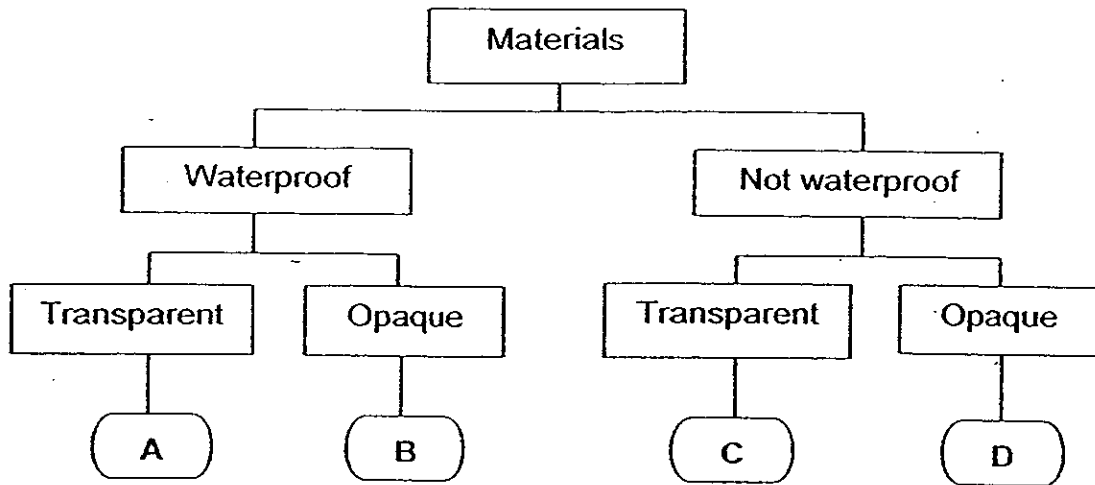 Materials
Waterproof
Not waterproof
Transparent
Opaque
Transparent
Opaque
A
B
C
D